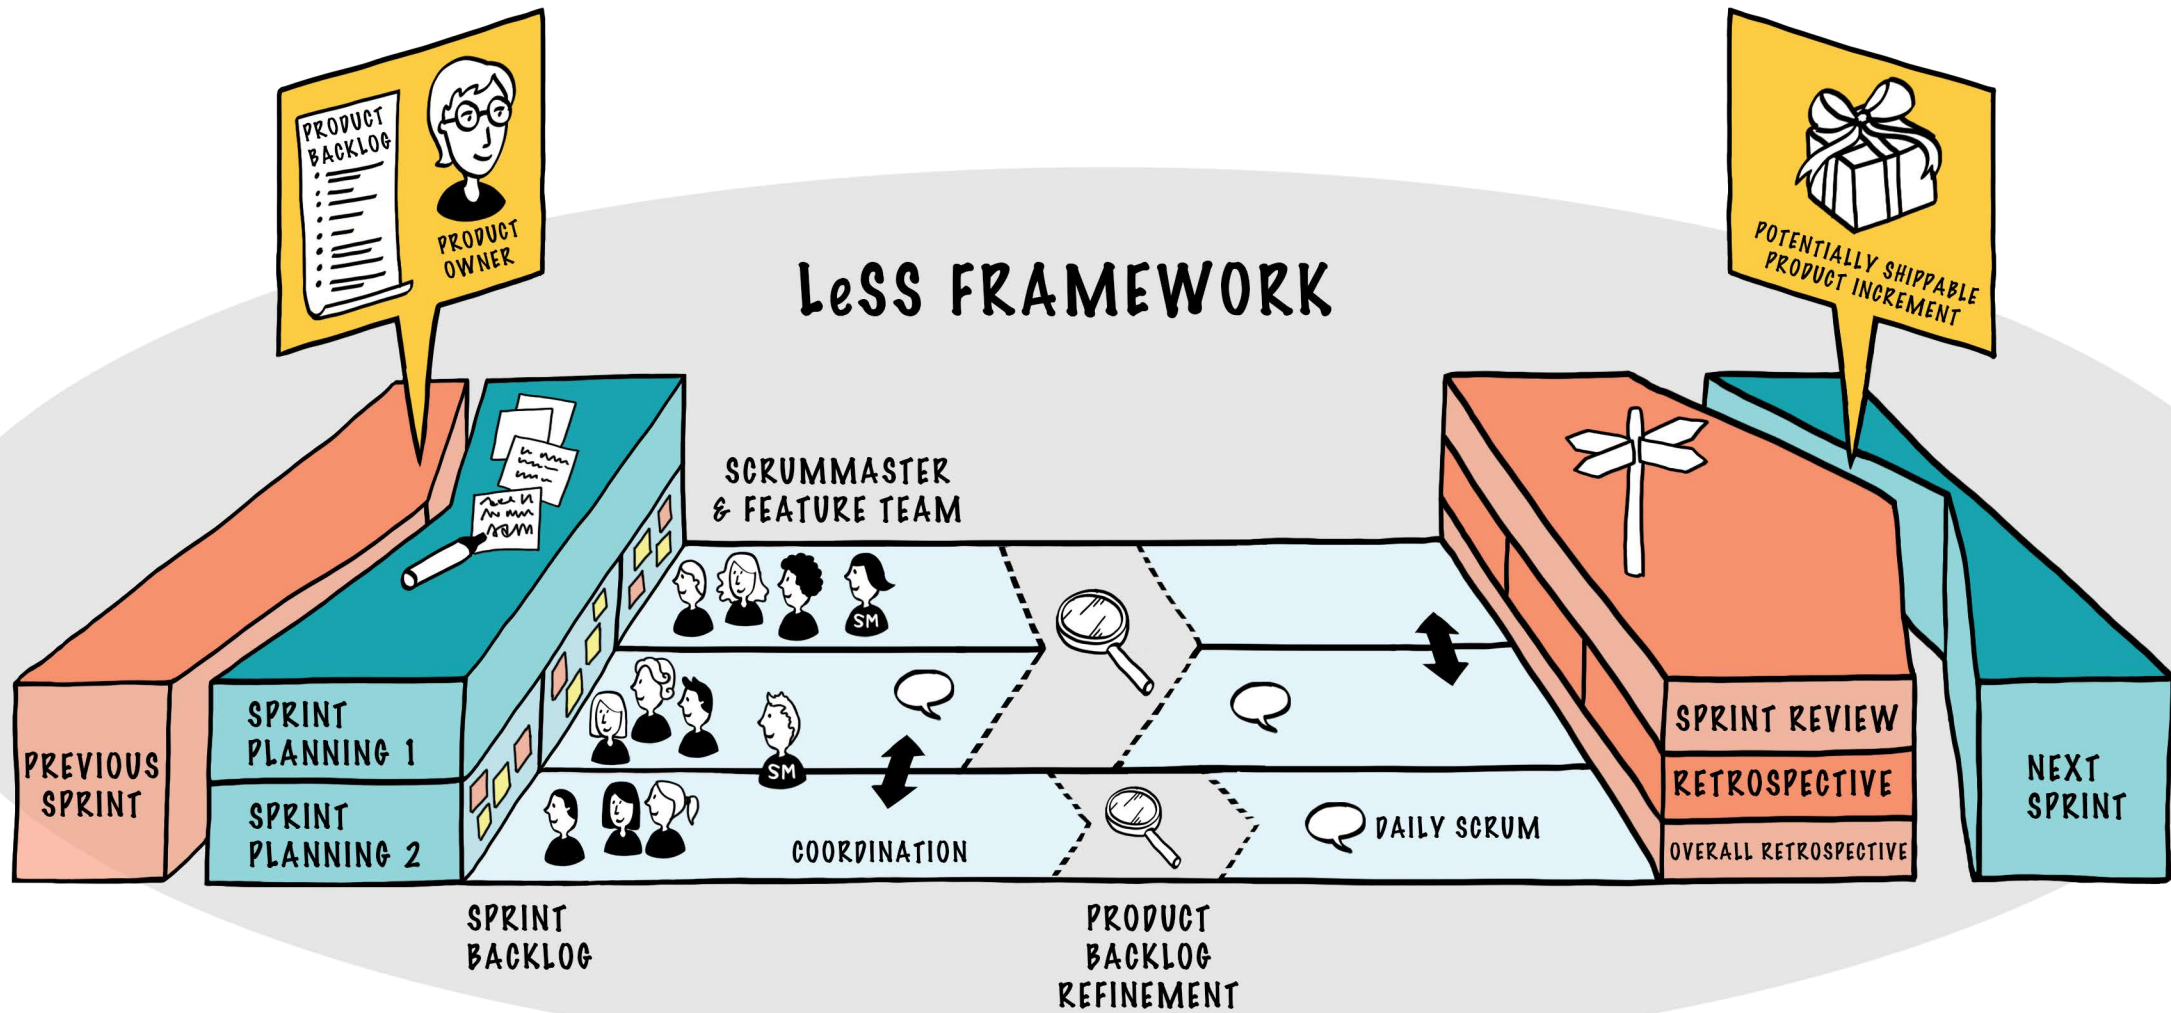 PRODUCT
BACKLOG
PRODUCT
OWNER
POTENTIALLY SHIPPABLE
PRODUCT INCREMENT
LeSS FRAMEWORK
SCRUMMASTER
& FEATURE TEAM
SM
SM
PREVIOUS
SPRINT
SPRINT
PLANNING 1
SPRINT
PLANNING 2
COORDINATION
DAILY SCRUM
SPRINT REVIEW
RETROSPECTIVE
OVERALL RETROSPECTIVE
NEXT
SPRINT
SPRINT
BACKLOG
PRODUCT
BACKLOG
REFINEMENT